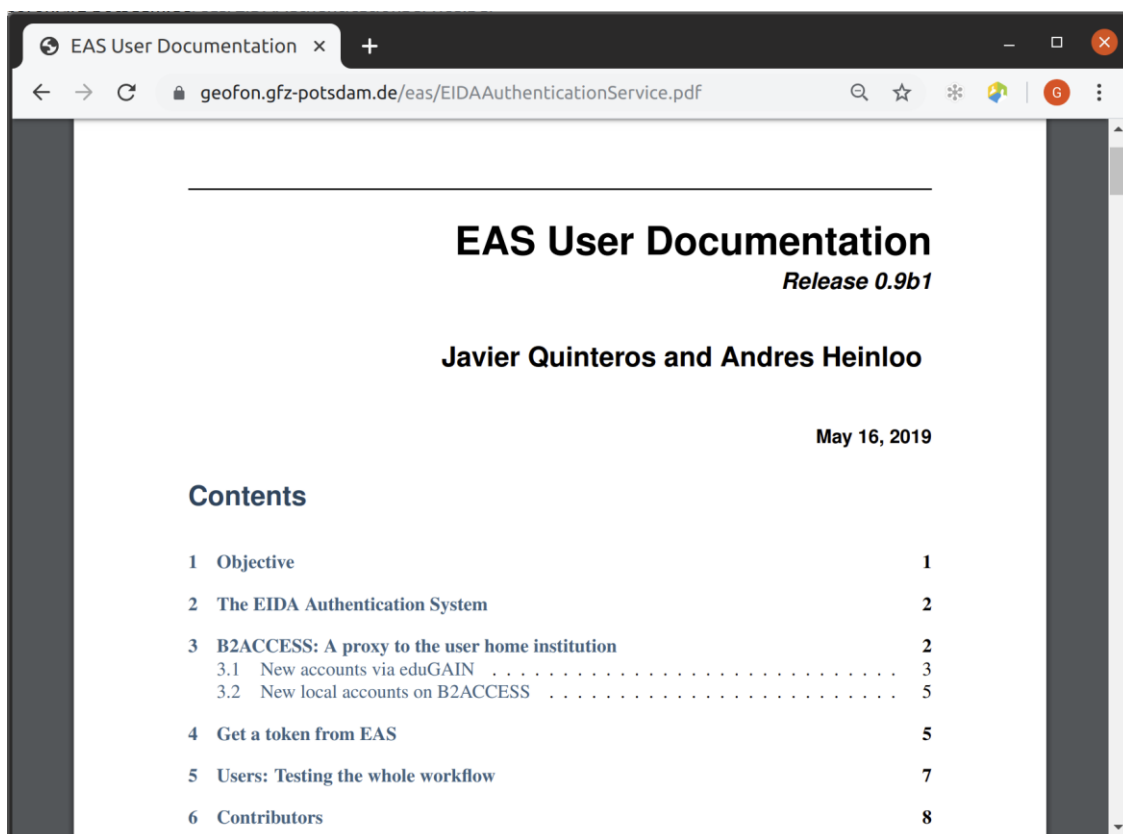 EAS User Documentation
geofon.gfz-potsdam.de/eas/EIDAAuthenticationService.pdf
G
EAS User Documentation
Release 0.9b1
Javier Quinteros and Andres Heinloo
May 16, 2019
Contents
1 Objective 1
2 The EIDA Authentication System 2
3 B2ACCESS: A proxy to the user home institution 2
3.1 New accounts via eduGAIN . . . . . . . . . . . . . . . . . . . . . . . . . . . . 3
3.2 New local accounts on B2ACCESS . . . . . . . . . . . . . . . . . . . . . . . . 5
4 Get a token from EAS 5
5 Users: Testing the whole workflow 7
6 Contributors 8